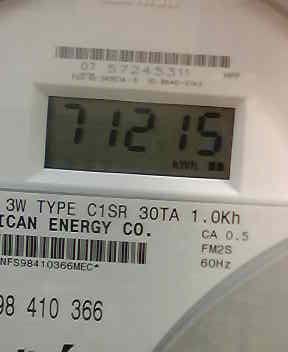 07 57245311
71215
kWh
3W TYPE C1SR 30TA 1.0Kh
ICAN ENERGY CO.
CA 0.5
FM2S
60Hz
NFS98410366MEC*
98 410 366